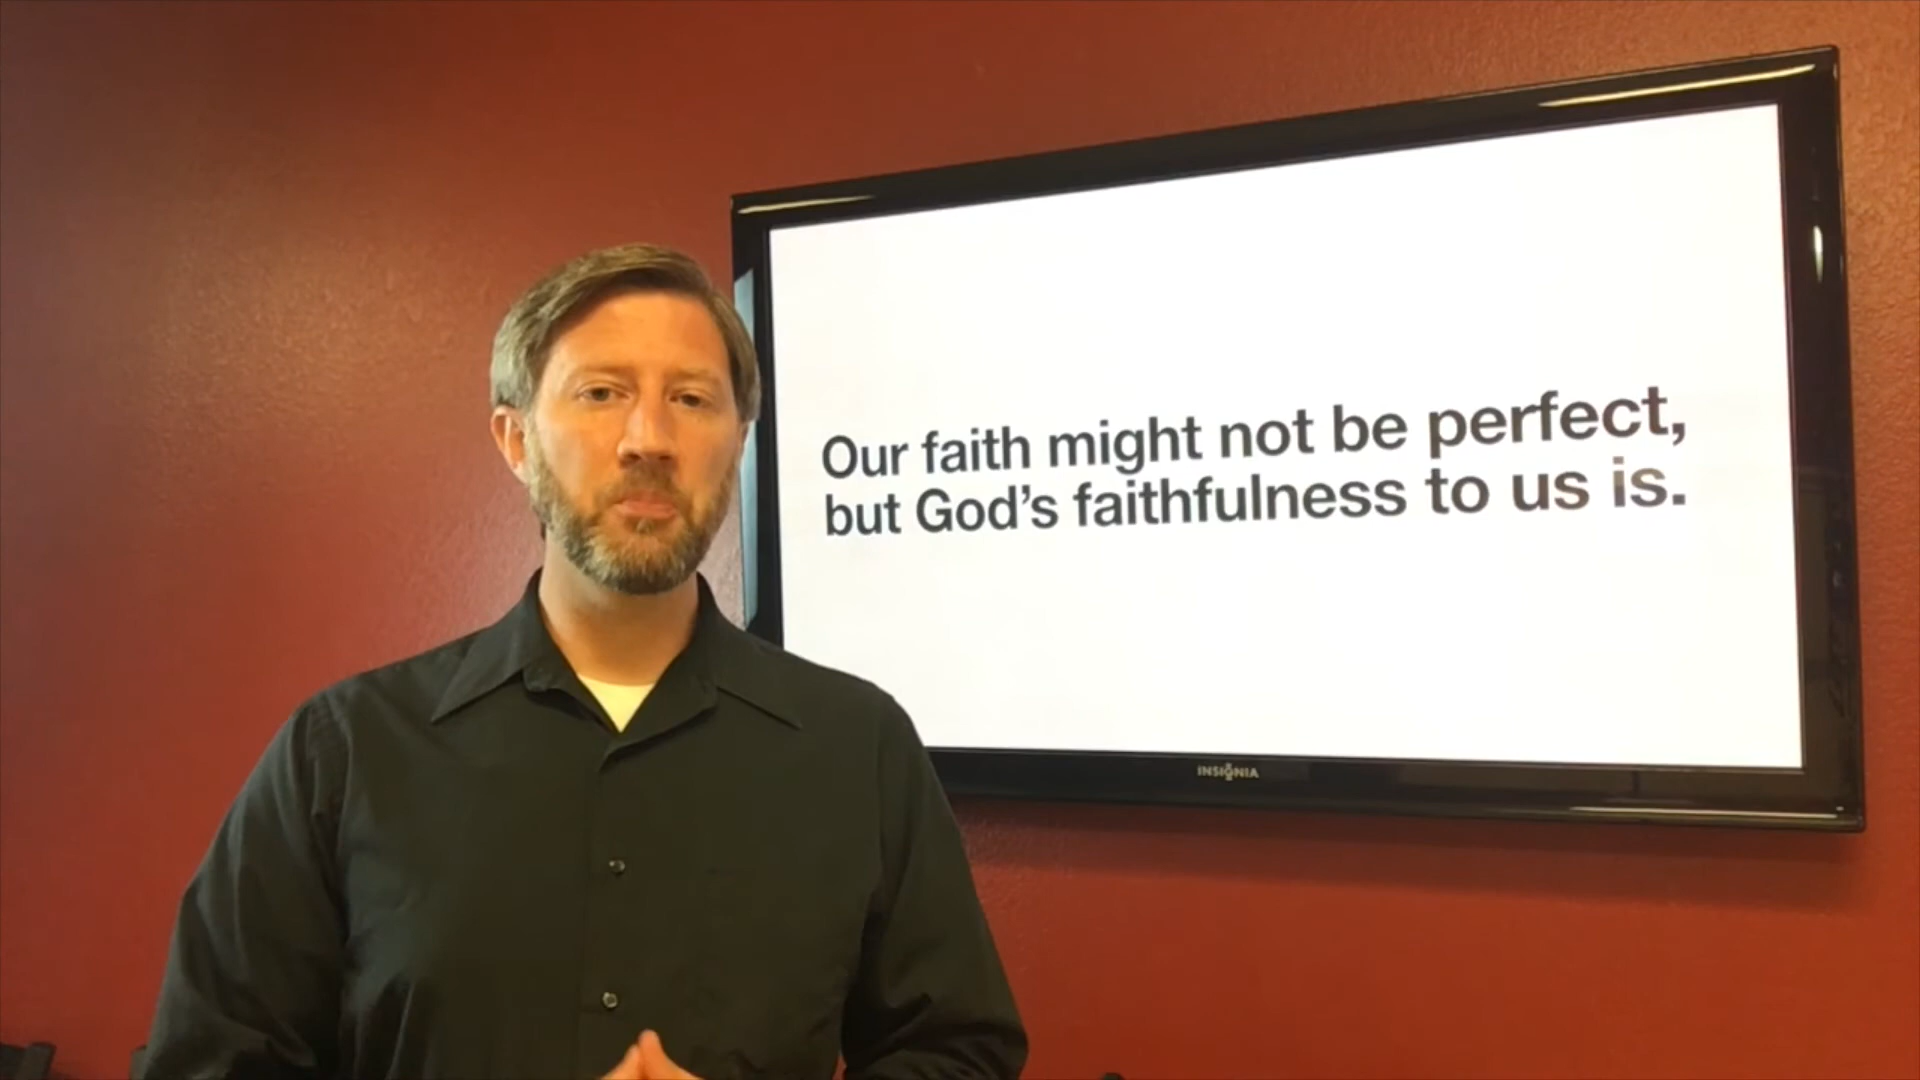 Our faith might not be perfect,
but God’s faithfulness to us is.
INSIGNIA